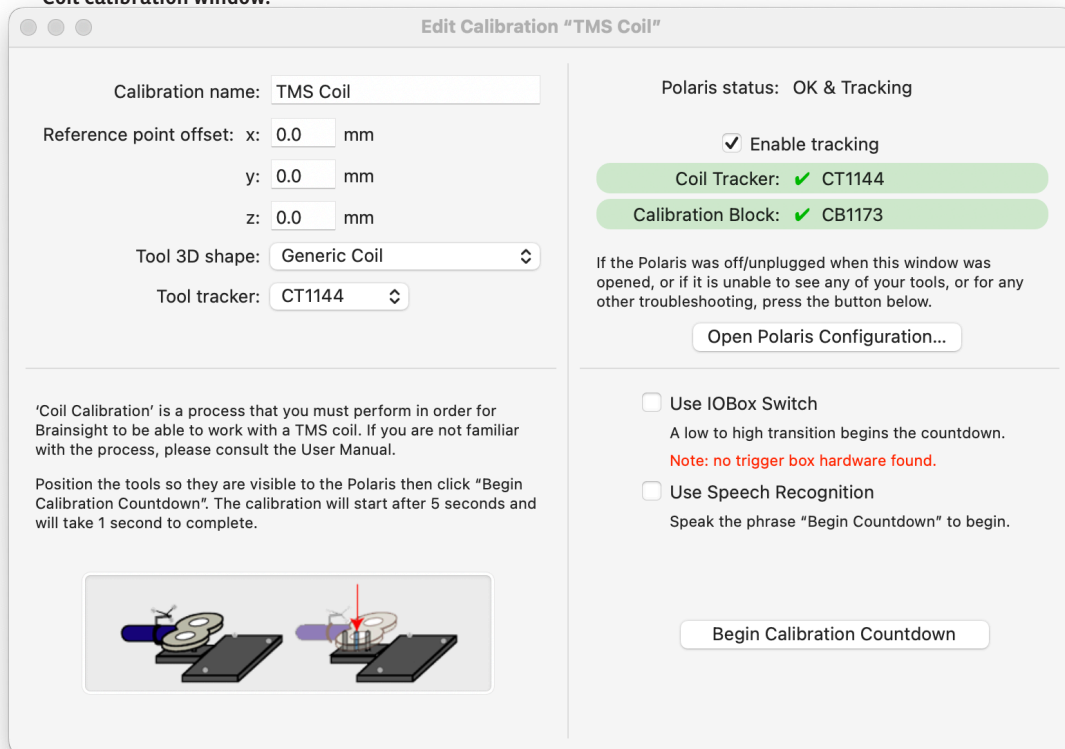 Coil calibration window.
Edit Calibration “TMS Coil”
Calibration name: TMS Coil
Reference point offset: x: 0.0 mm
y: 0.0 mm
z: 0.0 mm
Tool 3D shape: Generic Coil
Tool tracker: CT1144
Polaris status: OK & Tracking
Enable tracking
Coil Tracker: ✔ CT1144
Calibration Block: ✔ CB1173
If the Polaris was off/unplugged when this window was
opened, or if it is unable to see any of your tools, or for any
other troubleshooting, press the button below.
Open Polaris Configuration...
‘Coil Calibration’ is a process that you must perform in order for
Brainsight to be able to work with a TMS coil. If you are not familiar
with the process, please consult the User Manual.
Position the tools so they are visible to the Polaris then click “Begin
Calibration Countdown”. The calibration will start after 5 seconds and
will take 1 second to complete.
Use IOBox Switch
A low to high transition begins the countdown.
Note: no trigger box hardware found.
Use Speech Recognition
Speak the phrase “Begin Countdown” to begin.
Begin Calibration Countdown